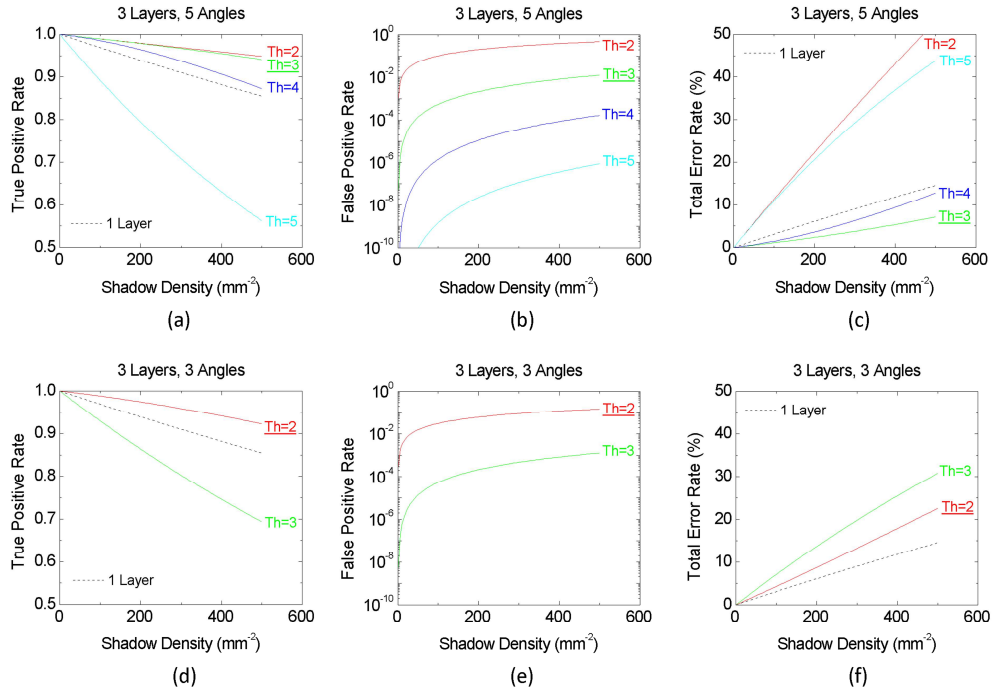 3 Layers, 5 Angles
1.0
0.9
0.8
0.7
0.6
0.5
True Positive Rate
Th=2
Th=3
Th=4
Th=5
1 Layer
0 200 400 600
Shadow Density (mm⁻²)
(a)
3 Layers, 5 Angles
10⁰
10⁻²
10⁻⁴
10⁻⁶
10⁻⁸
10⁻¹⁰
False Positive Rate
Th=2
Th=3
Th=4
Th=5
0 200 400 600
Shadow Density (mm⁻²)
(b)
3 Layers, 5 Angles
50
40
30
20
10
0
Total Error Rate (%)
1 Layer
Th=2
Th=5
Th=4
Th=3
0 200 400 600
Shadow Density (mm⁻²)
(c)
3 Layers, 3 Angles
1.0
0.9
0.8
0.7
0.6
0.5
True Positive Rate
Th=2
Th=3
1 Layer
0 200 400 600
Shadow Density (mm⁻²)
(d)
3 Layers, 3 Angles
10⁰
10⁻²
10⁻⁴
10⁻⁶
10⁻⁸
10⁻¹⁰
False Positive Rate
Th=2
Th=3
0 200 400 600
Shadow Density (mm⁻²)
(e)
3 Layers, 3 Angles
50
40
30
20
10
0
Total Error Rate (%)
1 Layer
Th=3
Th=2
0 200 400 600
Shadow Density (mm⁻²)
(f)